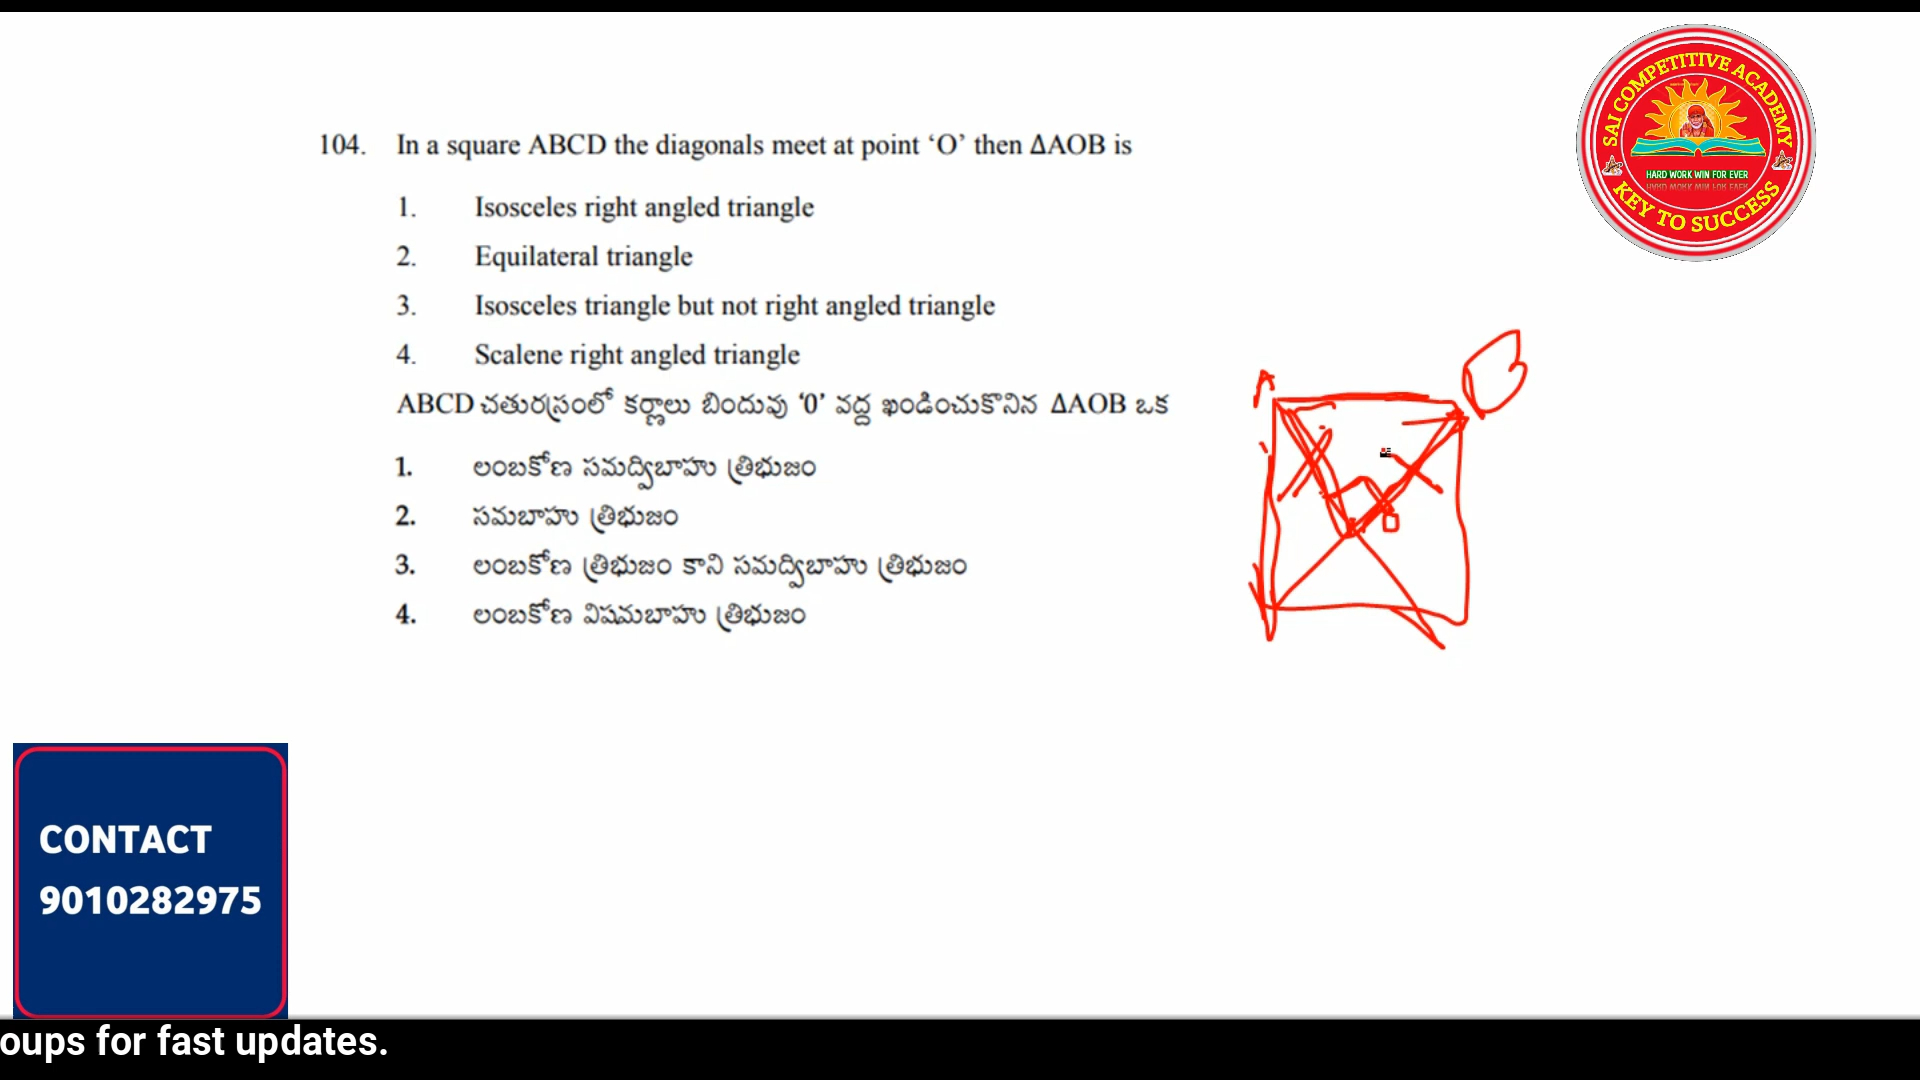 104. In a square ABCD the diagonals meet at point ‘O’ then ΔAOB is
1. Isosceles right angled triangle
2. Equilateral triangle
3. Isosceles triangle but not right angled triangle
4. Scalene right angled triangle
ABCD చతురస్రంలో కర్ణాలు బిందువు ‘0’ వద్ద ఖండించుకొనిన ΔAOB ఒక
1. లంబకోణ సమద్విబాహు త్రిభుజం
2. సమబాహు త్రిభుజం
3. లంబకోణ త్రిభుజం కాని సమద్విబాహు త్రిభుజం
4. లంబకోణ విషమబాహు త్రిభుజం
SAI COMPETITIVE ACADEMY
HARD WORK WIN FOR EVER
KEY TO SUCCESS
A
CONTACT
9010282975
oups for fast updates.